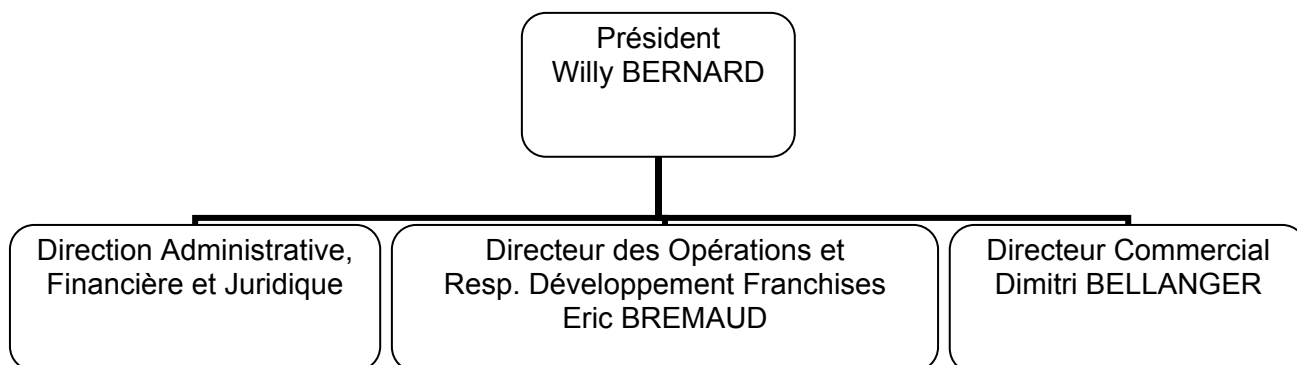 Président
Willy BERNARD
Direction Administrative,
Financière et Juridique
Directeur des Opérations et
Resp. Développement Franchises
Eric BREMAUD
Directeur Commercial
Dimitri BELLANGER